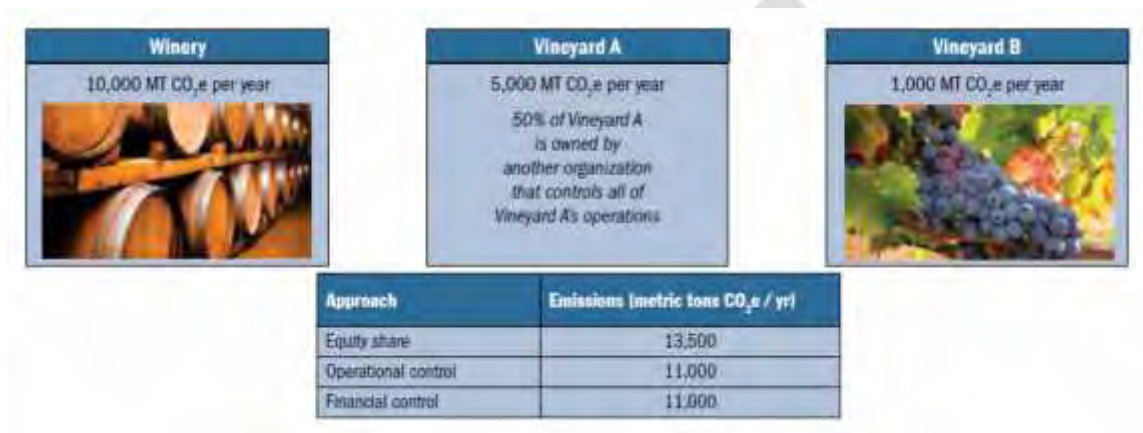 Winery
10,000 MT CO₂e per year
Vineyard A
5,000 MT CO₂e per year
50% of Vineyard A
is owned by
another organization
that controls all of
Vineyard A's operations
Vineyard B
1,000 MT CO₂e per year
Approach Emissions (metric tons CO₂e / yr)
Equity share 13,500
Operational control 11,000
Financial control 11,000